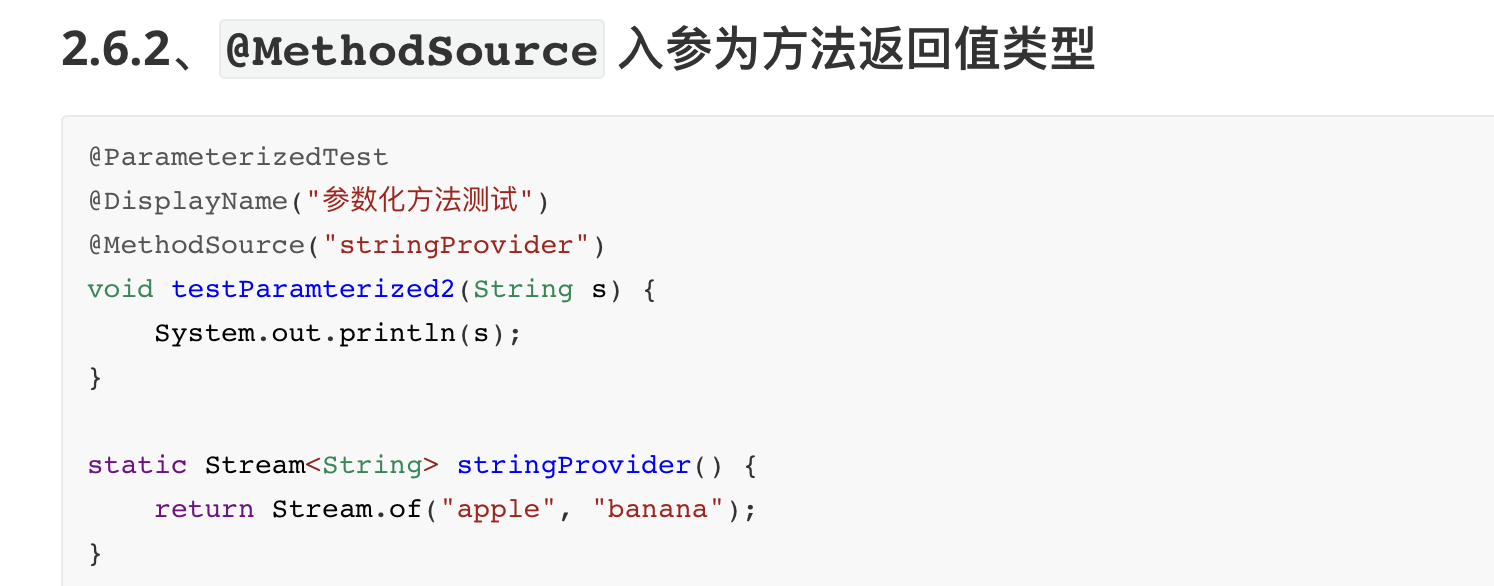 2.6.2、@MethodSource 入参为方法返回值类型
@ParameterizedTest
@DisplayName("参数化方法测试")
@MethodSource("stringProvider")
void testParamterized2(String s) {
    System.out.println(s);
}

static Stream<String> stringProvider() {
    return Stream.of("apple", "banana");
}